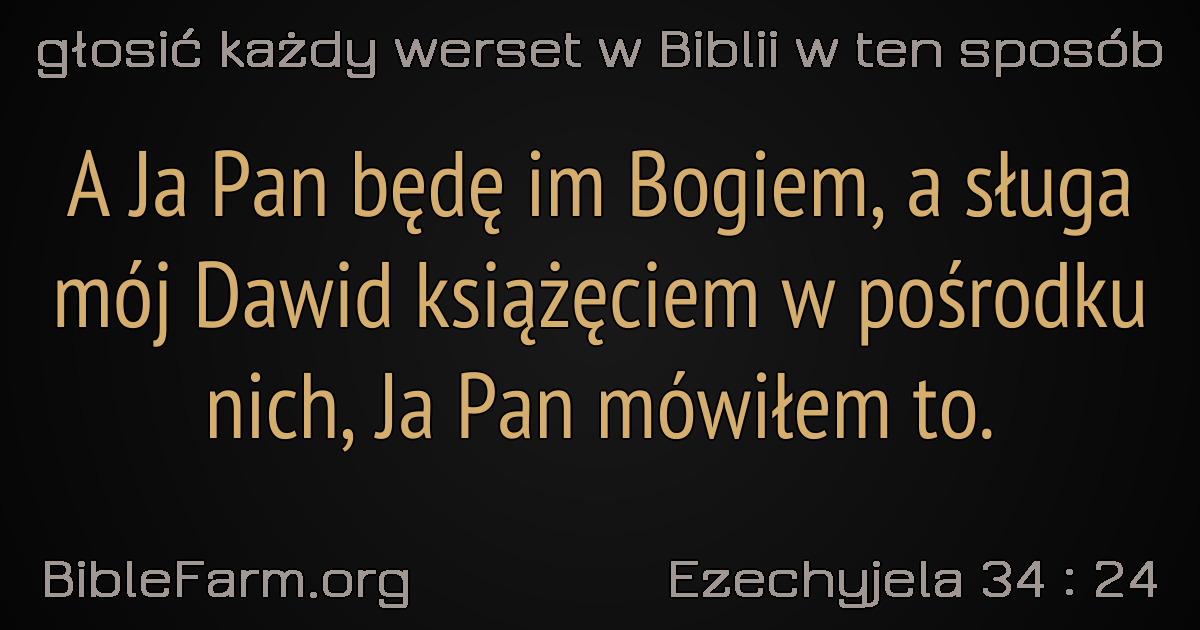 głosić każdy werset w Biblii w ten sposób
A Ja Pan będę im Bogiem, a sługa
mój Dawid książęciem w pośrodku
nich, Ja Pan mówiłem to.
BibleFarm.org
Ezechyjela 34 : 24